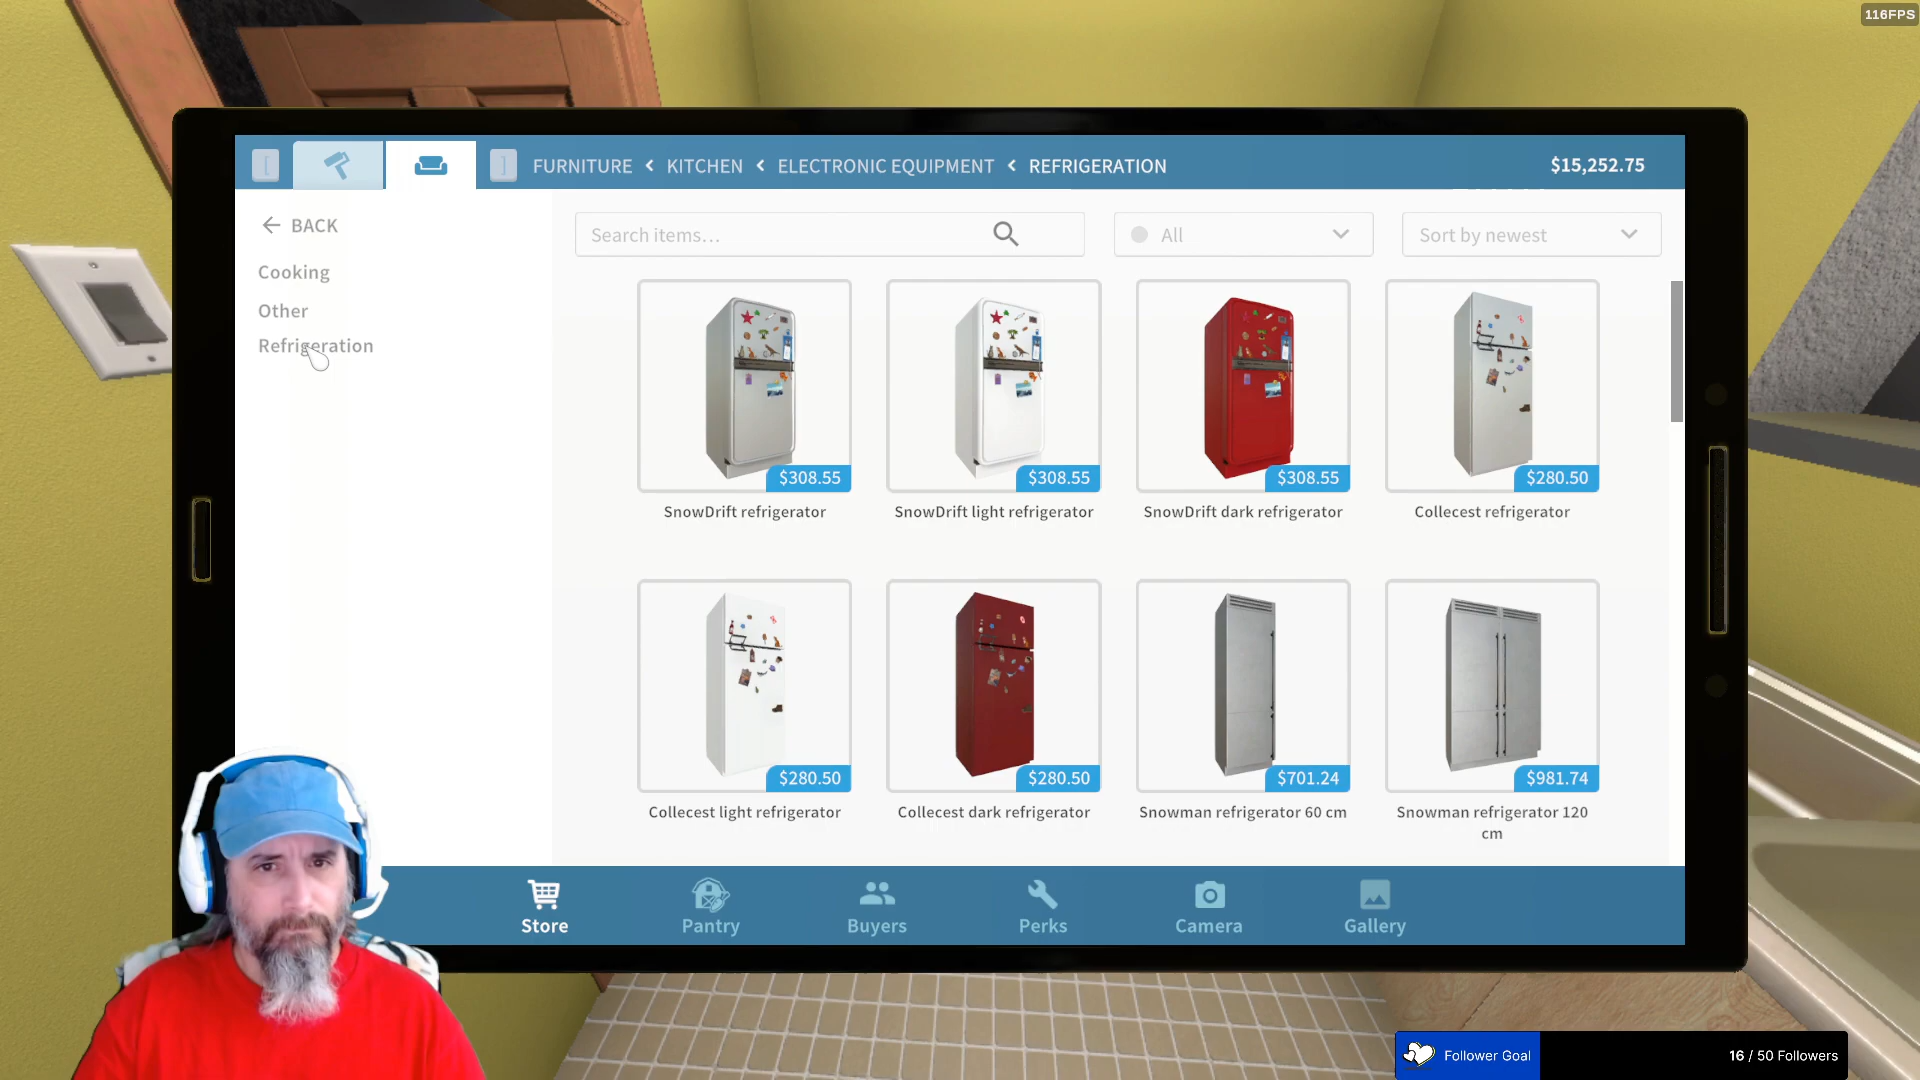 116FPS
FURNITURE < KITCHEN < ELECTRONIC EQUIPMENT < REFRIGERATION
$15,252.75
BACK
Cooking
Other
Refrigeration
Search items...
All
Sort by newest
$308.55
$308.55
$308.55
$280.50
SnowDrift refrigerator
SnowDrift light refrigerator
SnowDrift dark refrigerator
Collecest refrigerator
$280.50
$280.50
$701.24
$981.74
Collecest light refrigerator
Collecest dark refrigerator
Snowman refrigerator 60 cm
Snowman refrigerator 120
cm
Store
Pantry
Buyers
Perks
Camera
Gallery
Follower Goal
16 / 50 Followers